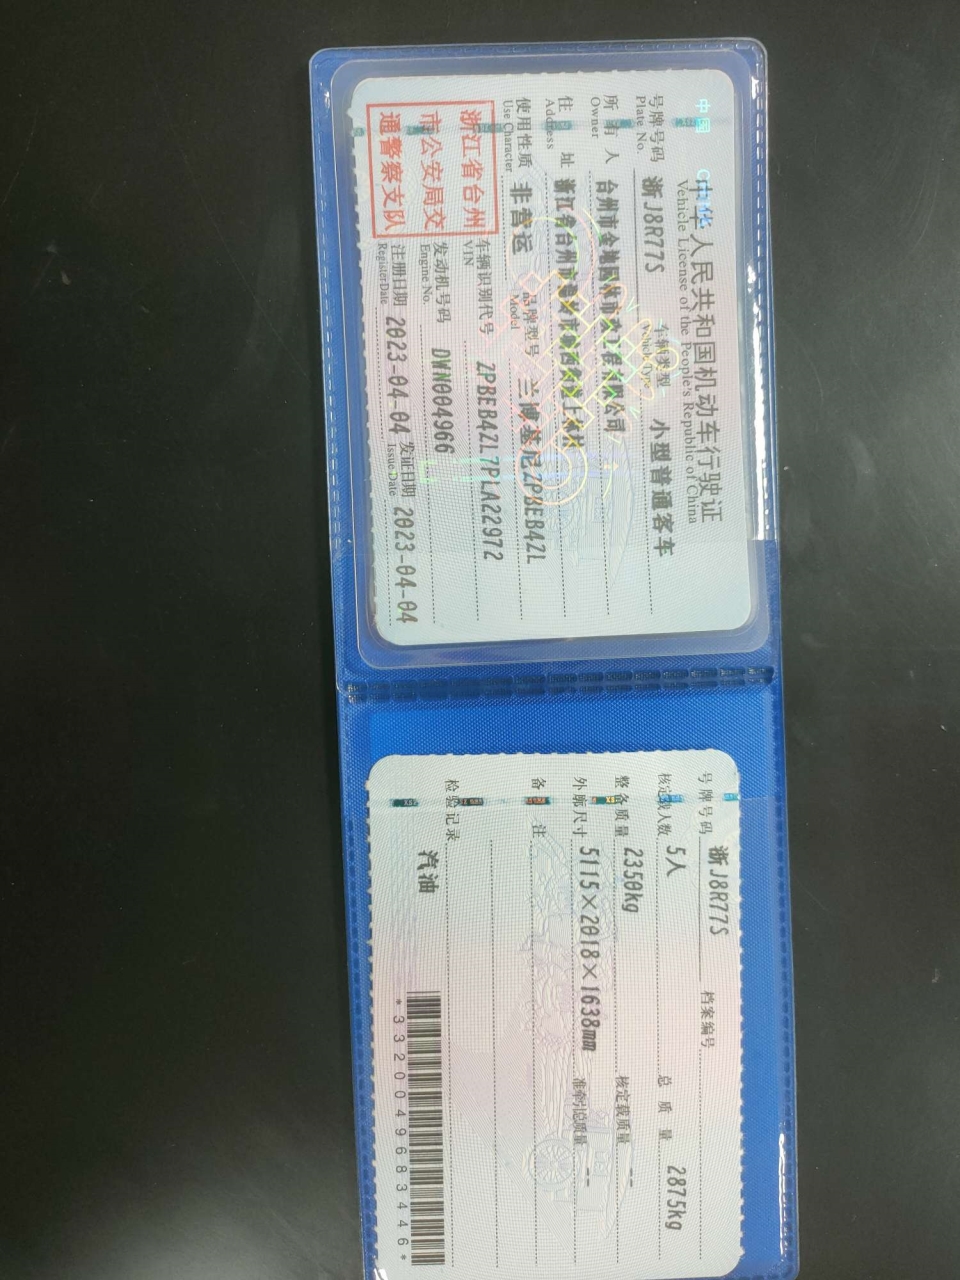 中国 CHINA
中华人民共和国机动车行驶证
Vehicle License of the People's Republic of China
号牌号码 浙J8R77S 车辆类型 小型普通客车
Plate No. Vehicle Type
所有人 台州市金 有限公司
Owner
住址 浙江省台州市
Address
使用性质 非营运 品牌型号 兰博基尼ZPBEB4ZL
Use Character Model
浙江省台州
市公安局交
通警察支队
车辆识别代号 ZPBEB4ZL7PLA22972
VIN
发动机号码 DWN004966
Engine No.
注册日期 2023-04-04 发证日期 2023-04-04
Register Date Issue Date
号牌号码 浙J8R77S 档案编号
核定载人数 5人 总质量 2875kg
整备质量 2350kg 核定载质量 --
外廓尺寸 5115×2018×1638mm 准牵引总质量 --
备注
检验记录
汽油
*3320049683446*